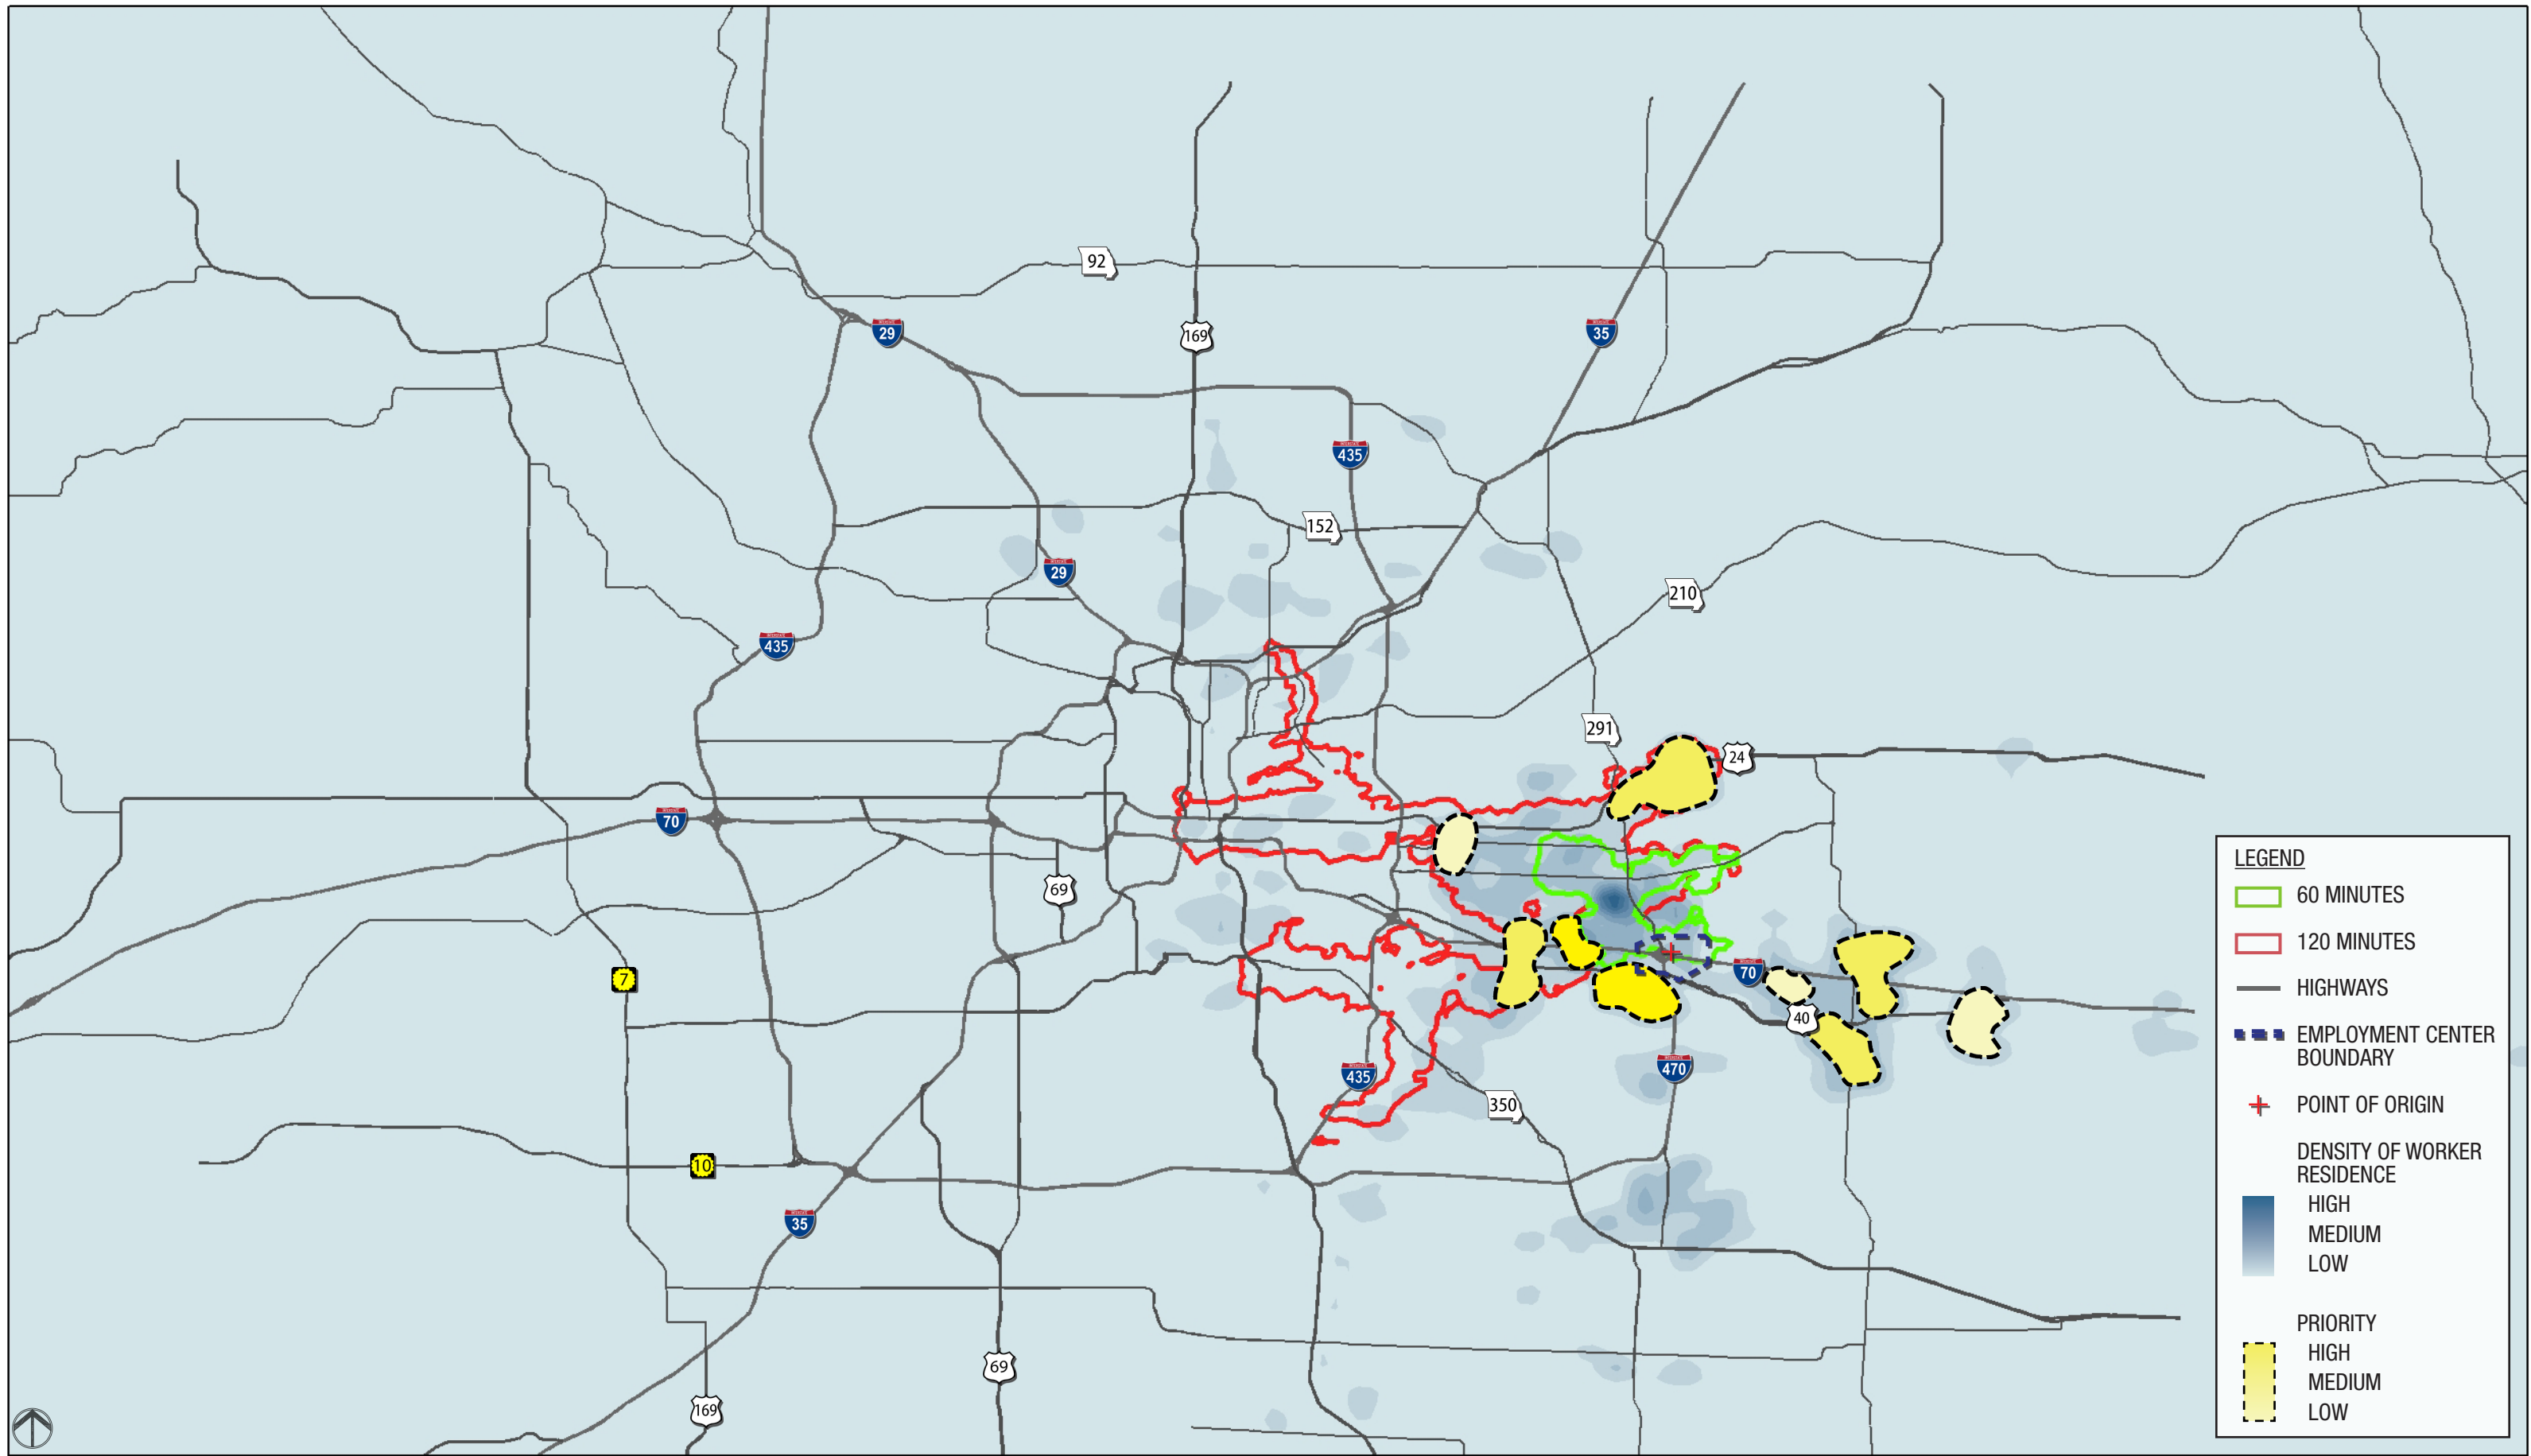 92
29
169
35
435
152
29
210
435
291
24
70
69
7
70
40
435
470
350
10
35
69
169
LEGEND
60 MINUTES
120 MINUTES
HIGHWAYS
EMPLOYMENT CENTER
BOUNDARY
POINT OF ORIGIN
DENSITY OF WORKER
RESIDENCE
HIGH
MEDIUM
LOW
PRIORITY
HIGH
MEDIUM
LOW